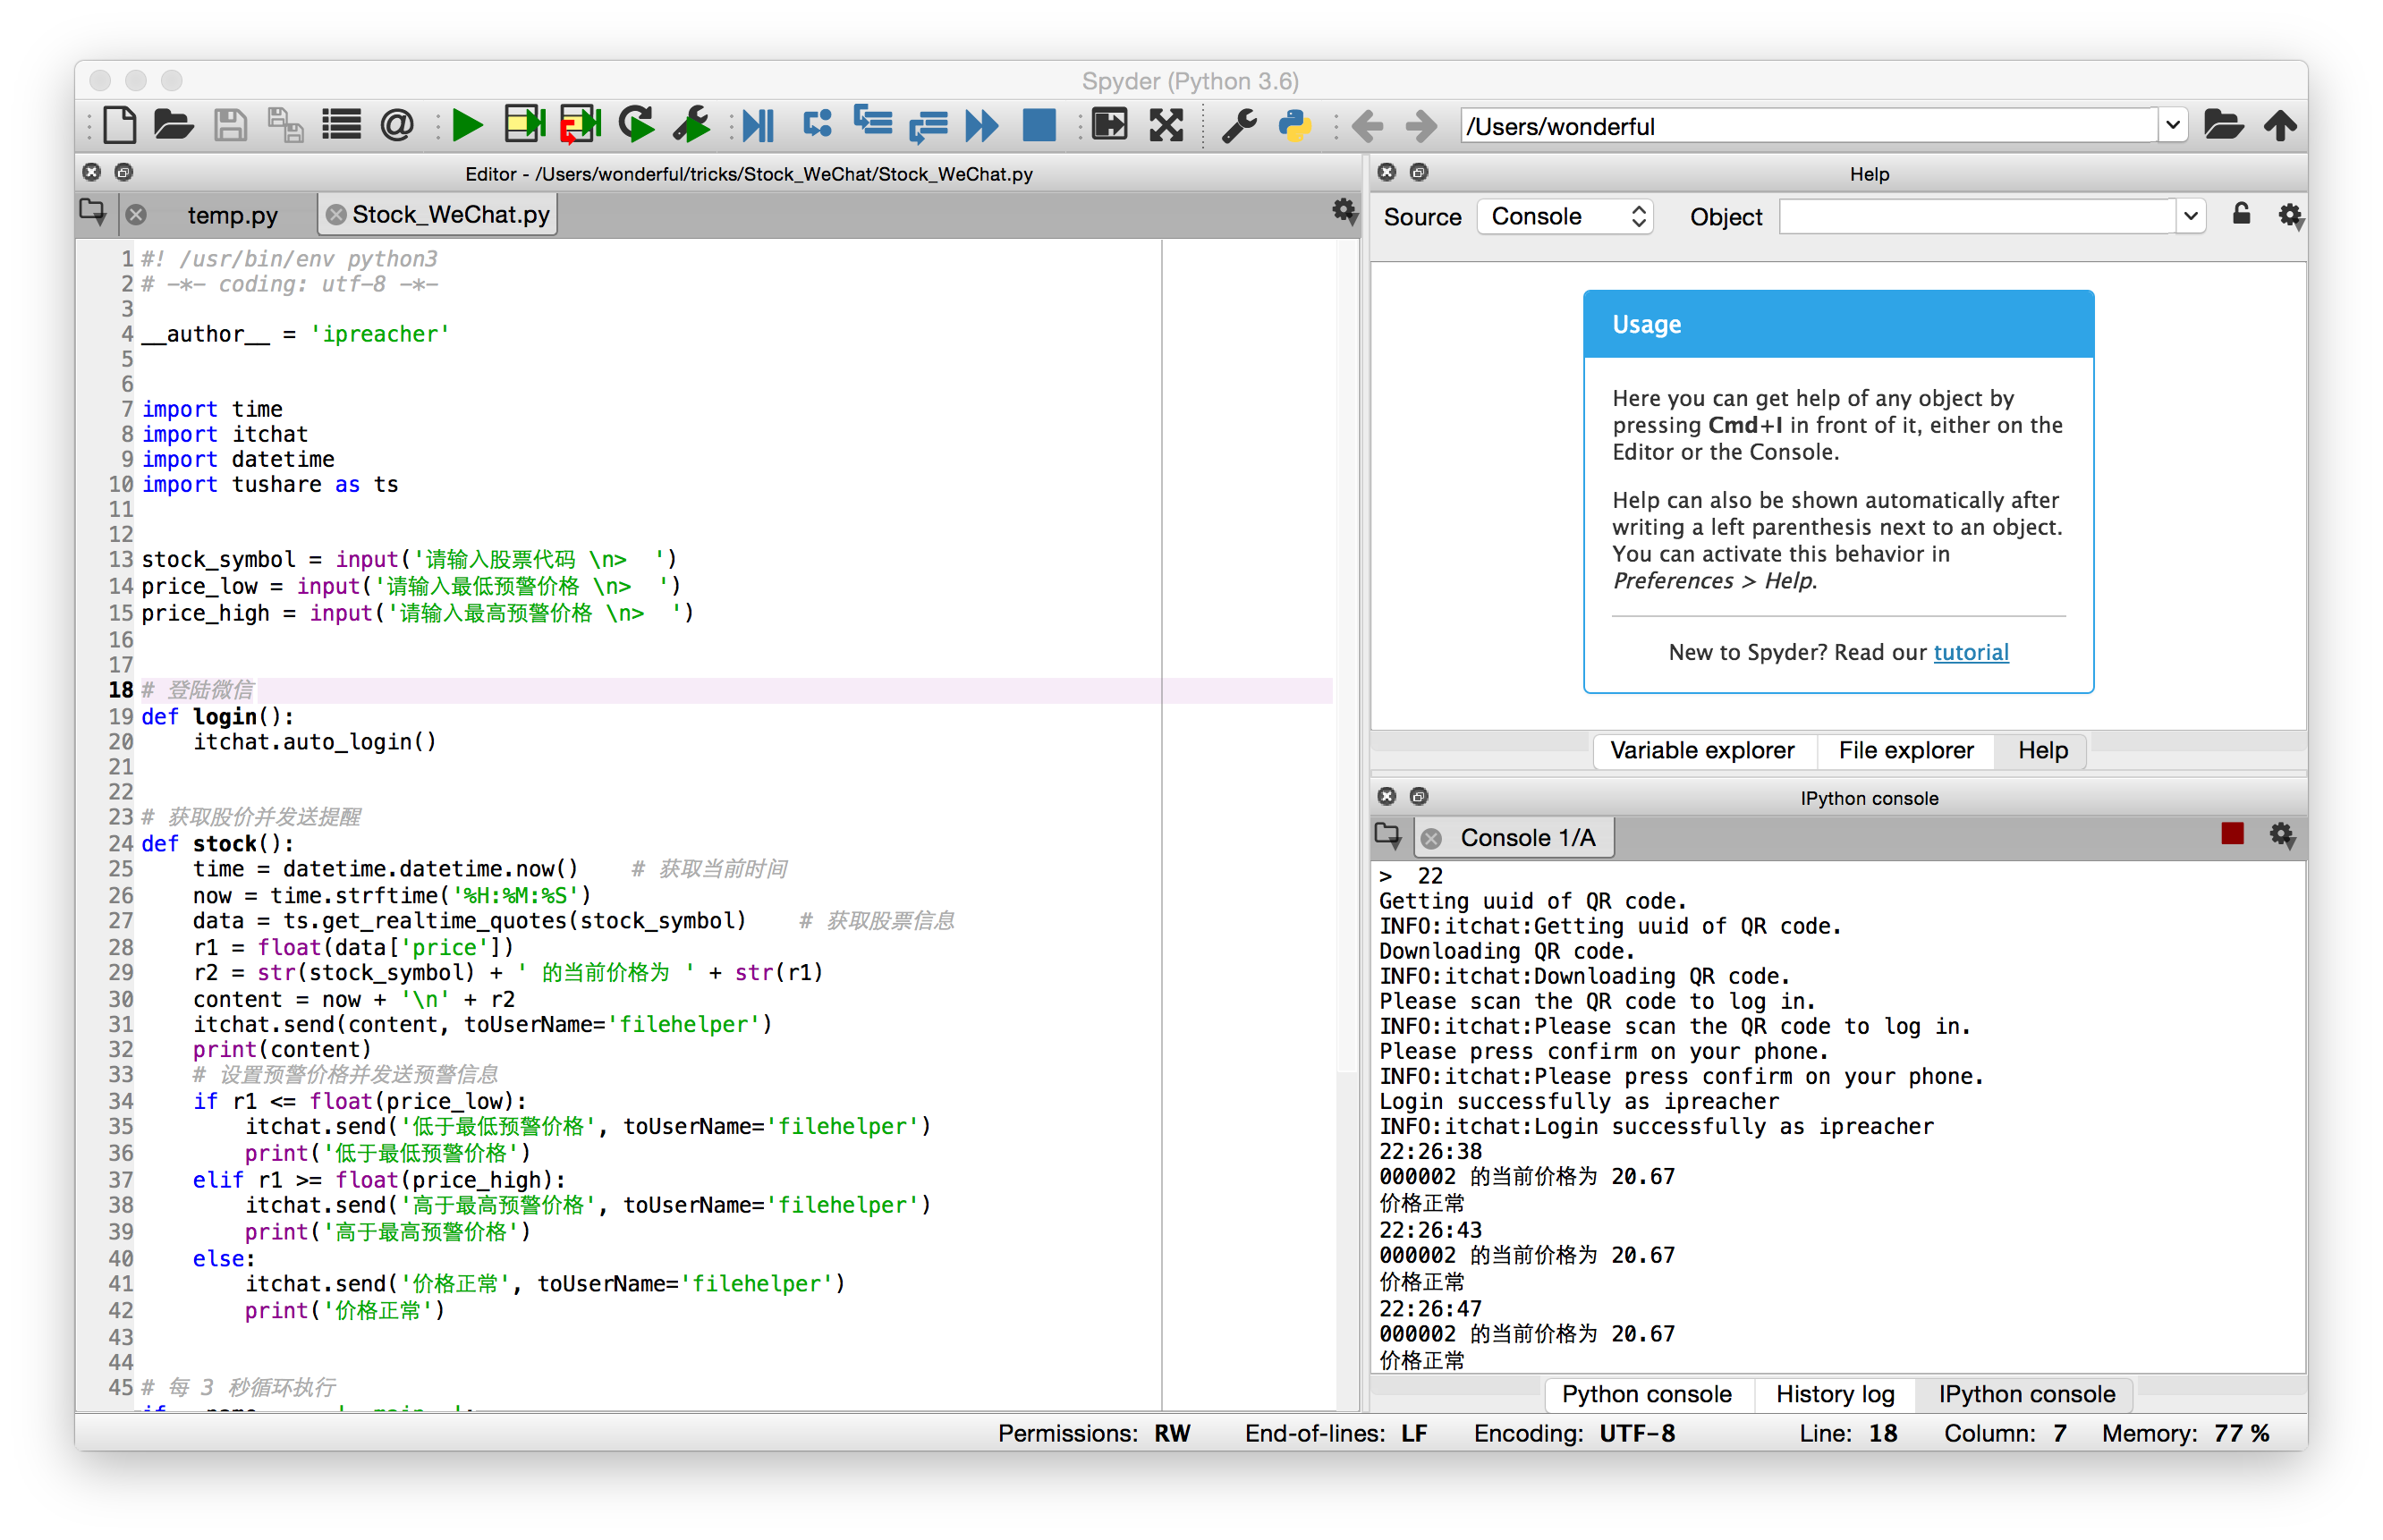 Spyder (Python 3.6)
/Users/wonderful
Editor - /Users/wonderful/tricks/Stock_WeChat/Stock_WeChat.py
temp.py
Stock_WeChat.py
1 #! /usr/bin/env python3
2 # -*- coding: utf-8 -*-
3
4 __author__ = 'ipreacher'
5
6
7 import time
8 import itchat
9 import datetime
10 import tushare as ts
11
12
13 stock_symbol = input('请输入股票代码 \n>  ')
14 price_low = input('请输入最低预警价格 \n>  ')
15 price_high = input('请输入最高预警价格 \n>  ')
16
17
18 # 登陆微信
19 def login():
20     itchat.auto_login()
21
22
23 # 获取股价并发送提醒
24 def stock():
25     time = datetime.datetime.now()    # 获取当前时间
26     now = time.strftime('%H:%M:%S')
27     data = ts.get_realtime_quotes(stock_symbol)    # 获取股票信息
28     r1 = float(data['price'])
29     r2 = str(stock_symbol) + ' 的当前价格为 ' + str(r1)
30     content = now + '\n' + r2
31     itchat.send(content, toUserName='filehelper')
32     print(content)
33     # 设置预警价格并发送预警信息
34     if r1 <= float(price_low):
35         itchat.send('低于最低预警价格', toUserName='filehelper')
36         print('低于最低预警价格')
37     elif r1 >= float(price_high):
38         itchat.send('高于最高预警价格', toUserName='filehelper')
39         print('高于最高预警价格')
40     else:
41         itchat.send('价格正常', toUserName='filehelper')
42         print('价格正常')
43
44
45 # 每 3 秒循环执行
Help
Source Console Object
Usage
Here you can get help of any object by
pressing Cmd+I in front of it, either on the
Editor or the Console.
Help can also be shown automatically after
writing a left parenthesis next to an object.
You can activate this behavior in
Preferences > Help.
New to Spyder? Read our tutorial
Variable explorer File explorer Help
IPython console
Console 1/A
>  22
Getting uuid of QR code.
INFO:itchat:Getting uuid of QR code.
Downloading QR code.
INFO:itchat:Downloading QR code.
Please scan the QR code to log in.
INFO:itchat:Please scan the QR code to log in.
Please press confirm on your phone.
INFO:itchat:Please press confirm on your phone.
Login successfully as ipreacher
INFO:itchat:Login successfully as ipreacher
22:26:38
000002 的当前价格为 20.67
价格正常
22:26:43
000002 的当前价格为 20.67
价格正常
22:26:47
000002 的当前价格为 20.67
价格正常
Python console History log IPython console
Permissions: RW End-of-lines: LF Encoding: UTF-8 Line: 18 Column: 7 Memory: 77 %